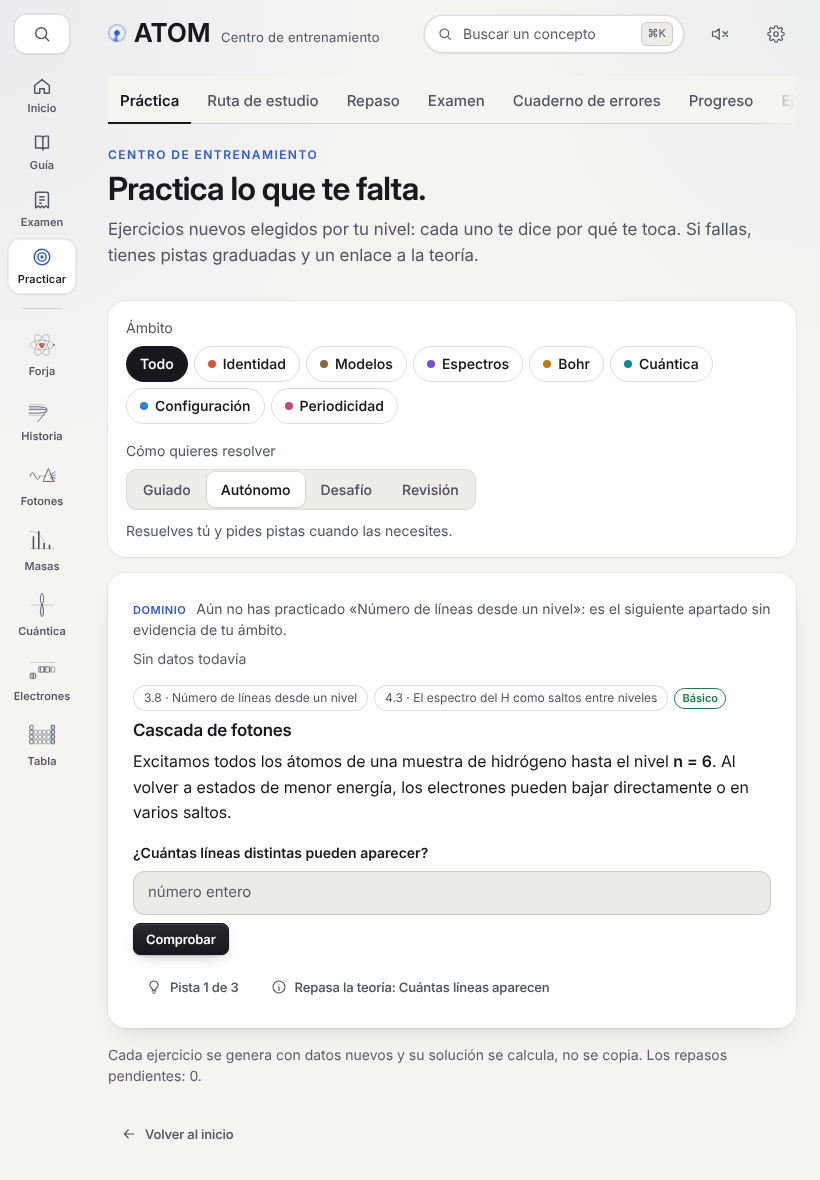 ATOM Centro de entrenamiento
Buscar un concepto ⌘K
Inicio
Guía
Examen
Practicar
Forja
Historia
Fotones
Masas
Cuántica
Electrones
Tabla
Práctica Ruta de estudio Repaso Examen Cuaderno de errores Progreso
CENTRO DE ENTRENAMIENTO
Practica lo que te falta.
Ejercicios nuevos elegidos por tu nivel: cada uno te dice por qué te toca. Si fallas,
tienes pistas graduadas y un enlace a la teoría.
Ámbito
Todo Identidad Modelos Espectros Bohr Cuántica
Configuración Periodicidad
Cómo quieres resolver
Guiado Autónomo Desafío Revisión
Resuelves tú y pides pistas cuando las necesites.
DOMINIO Aún no has practicado «Número de líneas desde un nivel»: es el siguiente apartado sin
evidencia de tu ámbito.
Sin datos todavía
3.8 · Número de líneas desde un nivel 4.3 · El espectro del H como saltos entre niveles Básico
Cascada de fotones
Excitamos todos los átomos de una muestra de hidrógeno hasta el nivel n = 6. Al
volver a estados de menor energía, los electrones pueden bajar directamente o en
varios saltos.
¿Cuántas líneas distintas pueden aparecer?
número entero
Comprobar
Pista 1 de 3 Repasa la teoría: Cuántas líneas aparecen
Cada ejercicio se genera con datos nuevos y su solución se calcula, no se copia. Los repasos
pendientes: 0.
← Volver al inicio